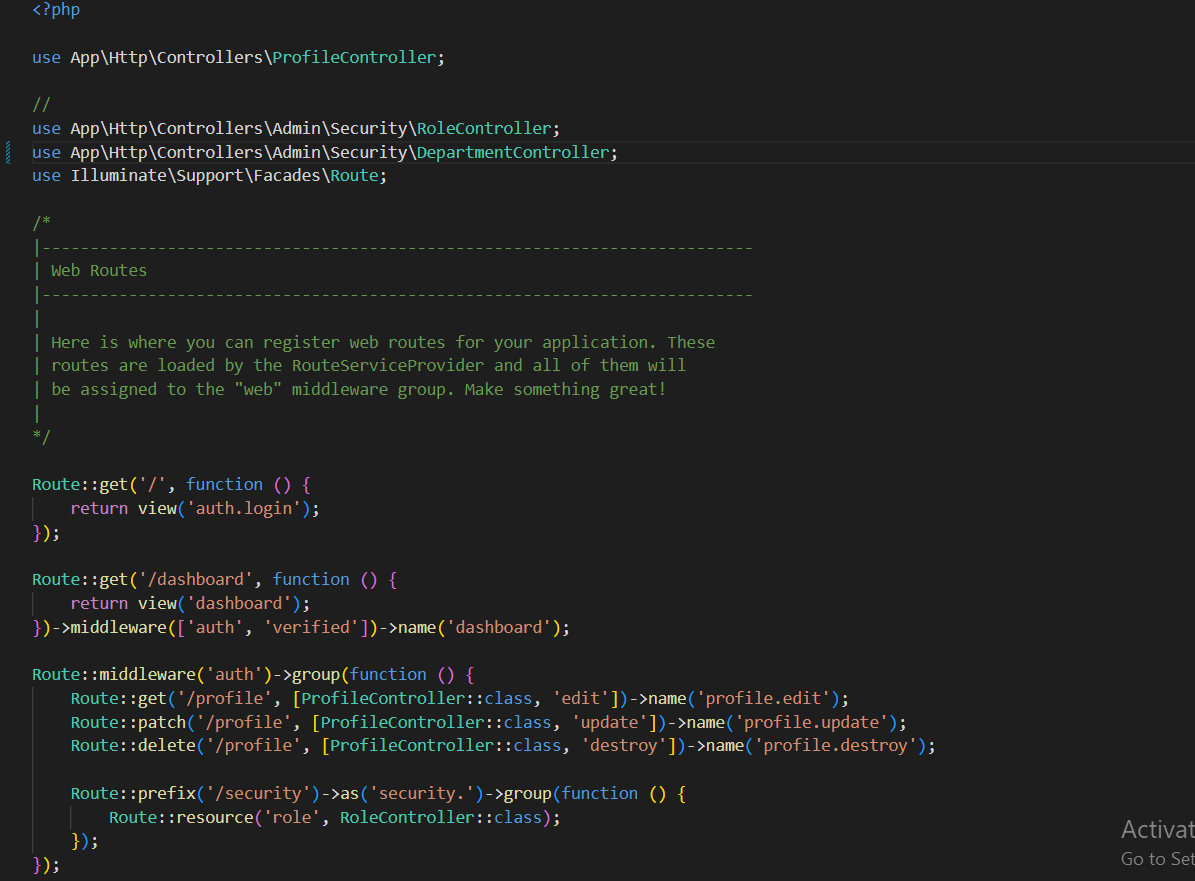 <?php
use App\Http\Controllers\ProfileController;
//
use App\Http\Controllers\Admin\Security\RoleController;
use App\Http\Controllers\Admin\Security\DepartmentController;
use Illuminate\Support\Facades\Route;
/*
|--------------------------------------------------------------------------
| Web Routes
|--------------------------------------------------------------------------
|
| Here is where you can register web routes for your application. These
| routes are loaded by the RouteServiceProvider and all of them will
| be assigned to the "web" middleware group. Make something great!
|
*/
Route::get('/', function () {
    return view('auth.login');
});
Route::get('/dashboard', function () {
    return view('dashboard');
})->middleware(['auth', 'verified'])->name('dashboard');
Route::middleware('auth')->group(function () {
    Route::get('/profile', [ProfileController::class, 'edit'])->name('profile.edit');
    Route::patch('/profile', [ProfileController::class, 'update'])->name('profile.update');
    Route::delete('/profile', [ProfileController::class, 'destroy'])->name('profile.destroy');
    Route::prefix('/security')->as('security.')->group(function () {
        Route::resource('role', RoleController::class);
    });
});
Activat
Go to Set